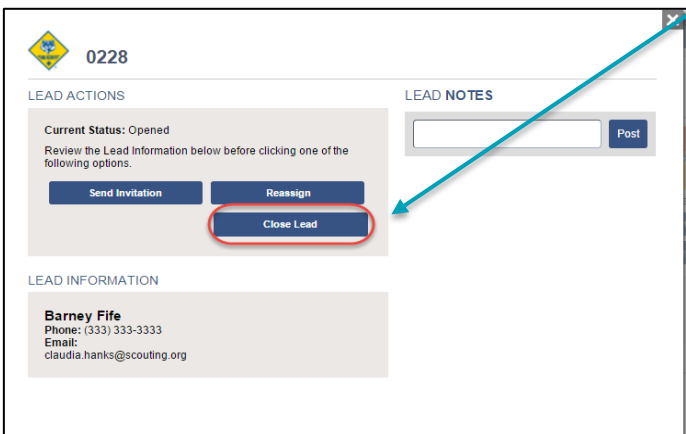 0228
LEAD ACTIONS
Current Status: Opened
Review the Lead Information below before clicking one of the
following options.
Send Invitation
Reassign
Close Lead
LEAD NOTES
Post
LEAD INFORMATION
Barney Fife
Phone: (333) 333-3333
Email:
claudia.hanks@scouting.org